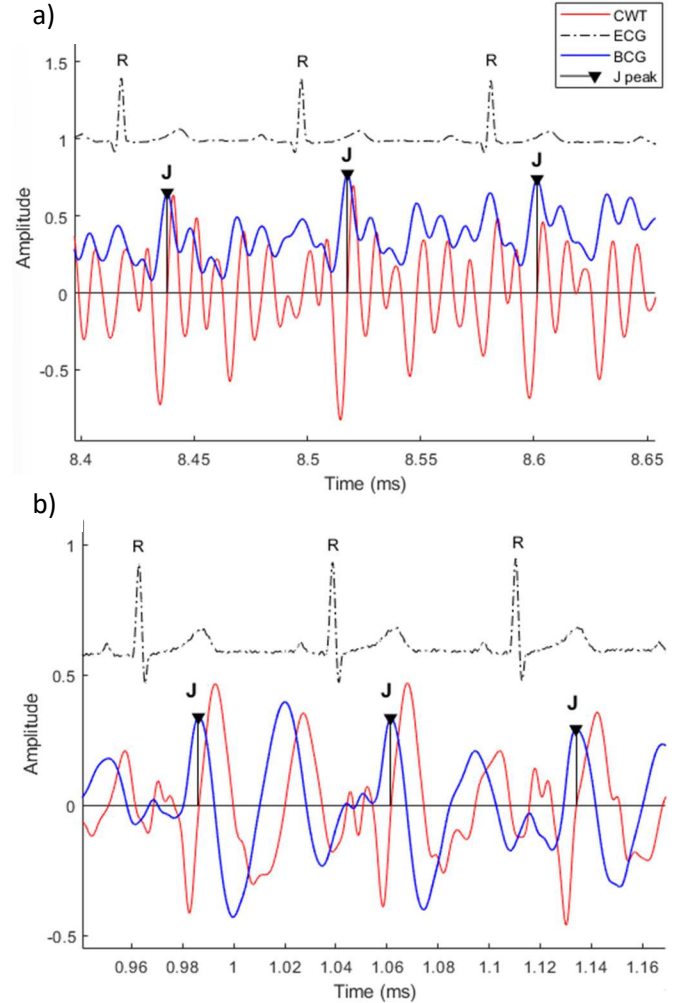 a)
CWT
ECG
BCG
J peak
R R R
J J J
1.5
1
0.5
0
-0.5
Amplitude
8.4 8.45 8.5 8.55 8.6 8.65
Time (ms)
b)
R R R
J J J
1
0.5
0
-0.5
Amplitude
0.96 0.98 1 1.02 1.04 1.06 1.08 1.1 1.12 1.14 1.16
Time (ms)